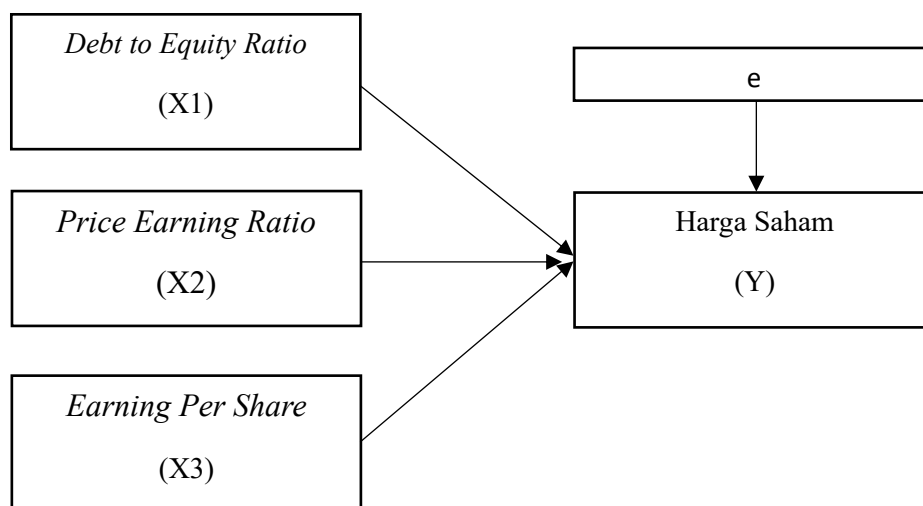 Debt to Equity Ratio
(X1)
Price Earning Ratio
(X2)
Earning Per Share
(X3)
e
Harga Saham
(Y)